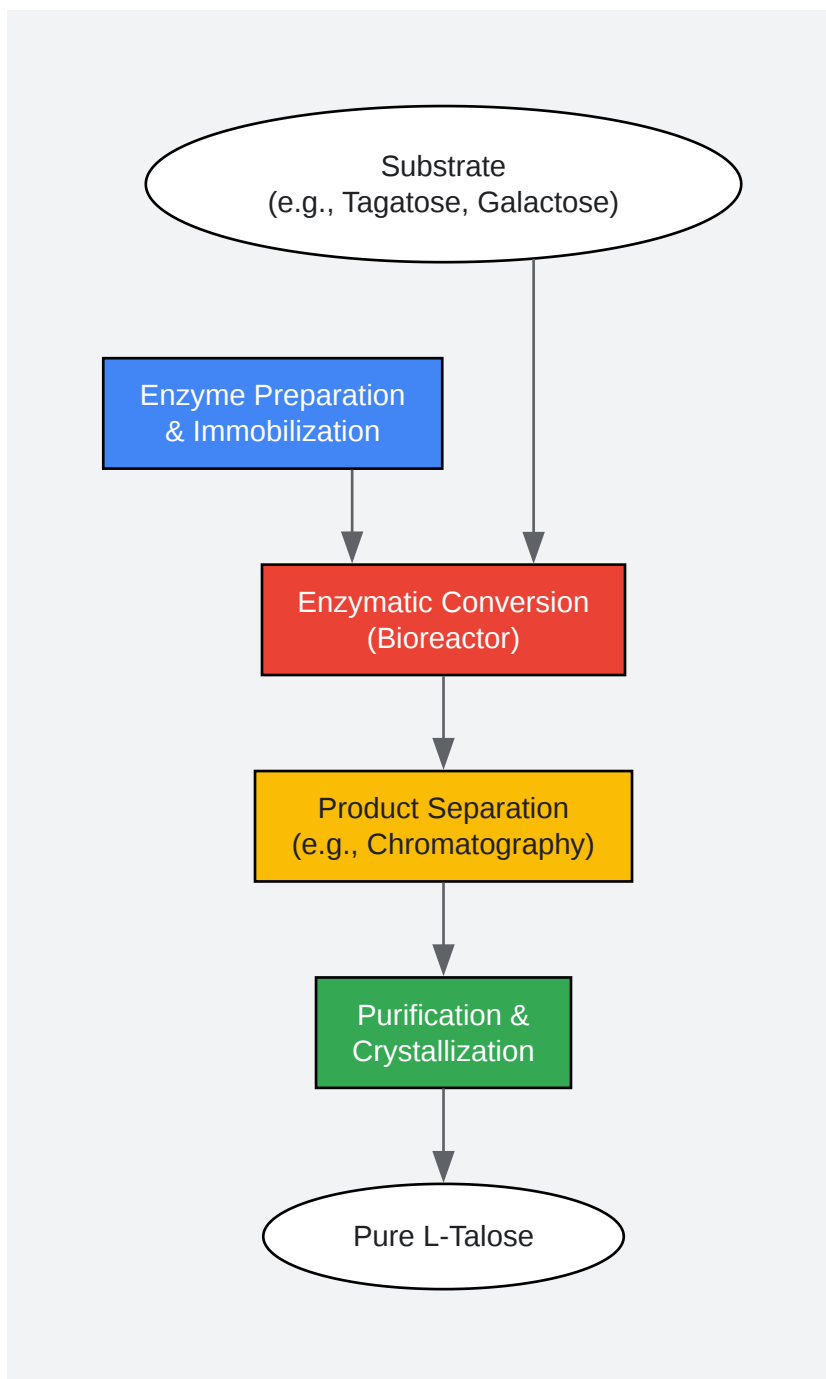 Substrate
(e.g., Tagatose, Galactose)
Enzyme Preparation
& Immobilization
Enzymatic Conversion
(Bioreactor)
Product Separation
(e.g., Chromatography)
Purification &
Crystallization
Pure L-Talose